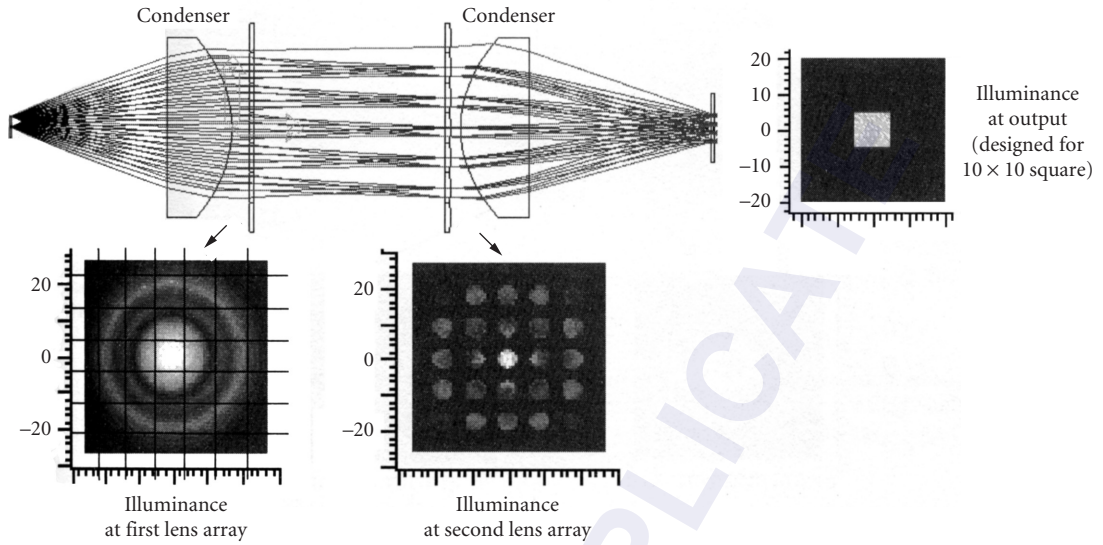 Condenser
Condenser
20
10
0
−10
−20
Illuminance
at output
(designed for
10 × 10 square)
20
0
−20
Illuminance
at first lens array
20
0
−20
Illuminance
at second lens array
PLICATE